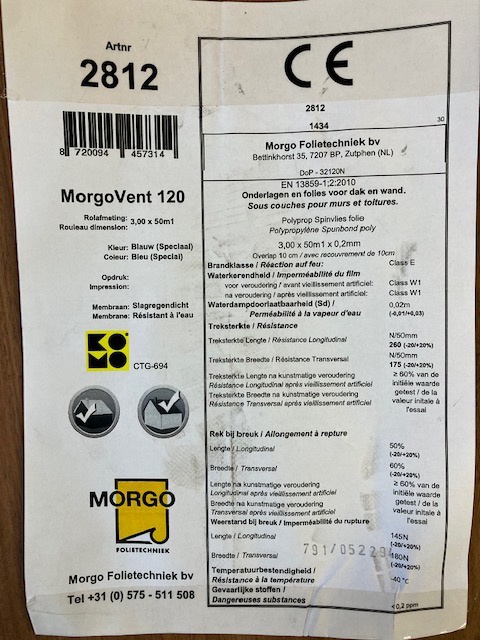 Artnr
2812
8 720094 457314
MorgoVent 120
Rolafmeting: 3,00 x 50m1
Rouleau dimension:
Kleur: Blauw (Speciaal)
Coleur: Bleu (Special)
Opdruk:
Impression:
Membraan: Slagregendicht
Membrane: Résistant à l'eau
KOMO
CTG-694
MORGO
FOLIETECHNIEK
Morgo Folietechniek bv
Tel +31 (0) 575 - 511 508
CE
2812
1434
30
Morgo Folietechniek bv
Bettinkhorst 35, 7207 BP, Zutphen (NL)
DoP - 32120N
EN 13859-1;2:2010
Onderlagen en folies voor dak en wand.
Sous couches pour murs et toitures.
Polyprop Spinvlies folie
Polypropylène Spunbond poly
3,00 x 50m1 x 0,2mm
Overlap 10 cm / avec recouvrement de 10cm
Brandklasse / Réaction au feu: Class E
Waterkerendheid / Imperméabilité du film
voor veroudering / avant vieillissement artificiel: Class W1
na veroudering / après vieillissement artificiel: Class W1
Waterdampdoorlaatbaarheid (Sd) / 0,02m
Perméabilité à la vapeur d'eau (-0,01/+0,03)
Treksterkte / Résistance
N/50mm
Treksterkte Lengte / Résistance Longitudinal 260 (-20/+20%)
N/50mm
Treksterkte Breedte / Résistance Transversal 175 (-20/+20%)
Treksterkte Lengte na kunstmatige veroudering ≥ 60% van de
Résistance Longitudinal après vieillissement artificiel initiële waarde
Treksterkte Breedte na kunstmatige veroudering getest / de la
Résistance Transversal après vieillissement artificiel valeur initale à
l'essai
Rek bij breuk / Allongement à rapture
Lengte / Longitudinal 50%
(-20/+20%)
Breedte / Transversal 60%
(-20/+20%)
Lengte na kunstmatige veroudering ≥ 60% van de
Longitudinal après vieillissement artificiel initiële waarde
Breedte na kunstmatige veroudering getest / de la
Transversal après vieillissement artificiel valeur initale à
l'essai
Weerstand bij breuk / Imperméabilité du rupture
Lengte / Longitudinal 145N
(-20/+20%)
791/05229
Breedte / Transversal 180N
(-20/+20%)
Temperatuurbestendigheid /
Résistance à la température -40 °C
Gevaarlijke stoffen /
Dangereuses substances <0,2 ppm